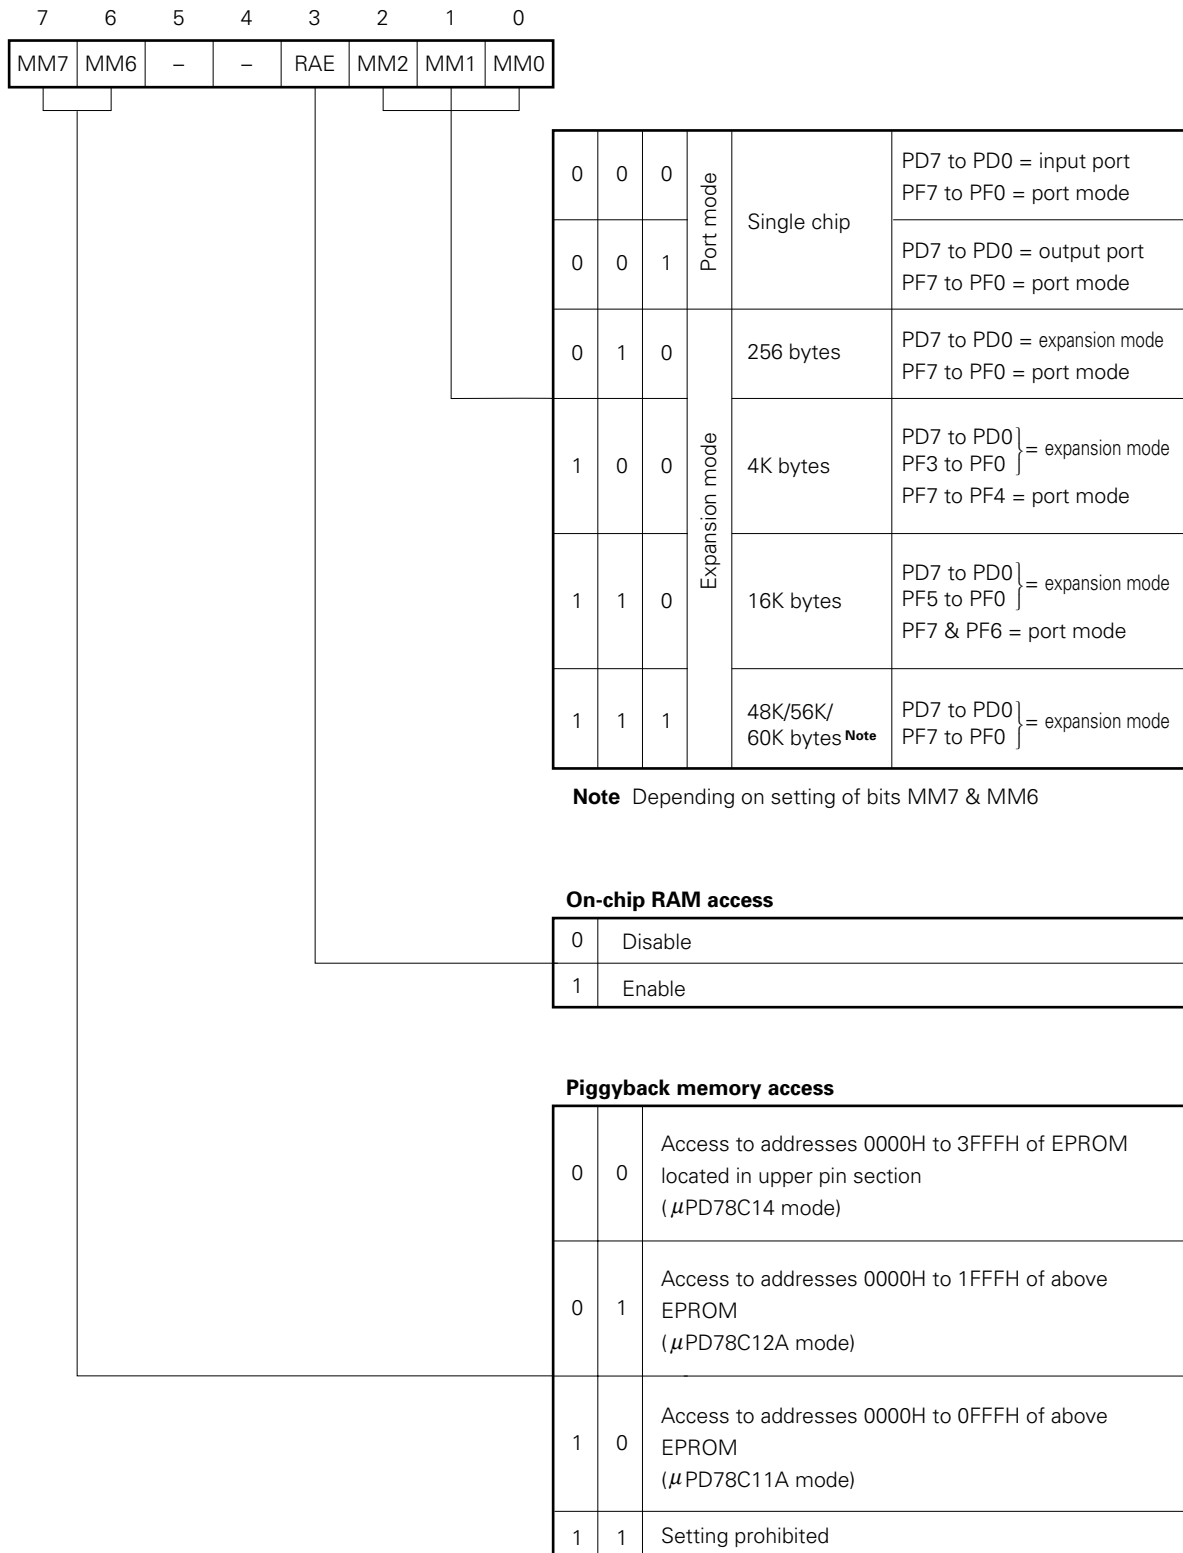 7 6 5 4 3 2 1 0
MM7 MM6 – – RAE MM2 MM1 MM0
0 0 0 Port mode Single chip PD7 to PD0 = input port
PF7 to PF0 = port mode
0 0 1 PD7 to PD0 = output port
PF7 to PF0 = port mode
0 1 0 Expansion mode 256 bytes PD7 to PD0 = expansion mode
PF7 to PF0 = port mode
1 0 0 4K bytes PD7 to PD0
PF3 to PF0 } = expansion mode
PF7 to PF4 = port mode
1 1 0 16K bytes PD7 to PD0
PF5 to PF0 } = expansion mode
PF7 & PF6 = port mode
1 1 1 48K/56K/
60K bytes Note PD7 to PD0
PF7 to PF0 } = expansion mode
Note Depending on setting of bits MM7 & MM6
On-chip RAM access
0 Disable
1 Enable
Piggyback memory access
0 0 Access to addresses 0000H to 3FFFH of EPROM
located in upper pin section
(μPD78C14 mode)
0 1 Access to addresses 0000H to 1FFFH of above
EPROM
(μPD78C12A mode)
1 0 Access to addresses 0000H to 0FFFH of above
EPROM
(μPD78C11A mode)
1 1 Setting prohibited